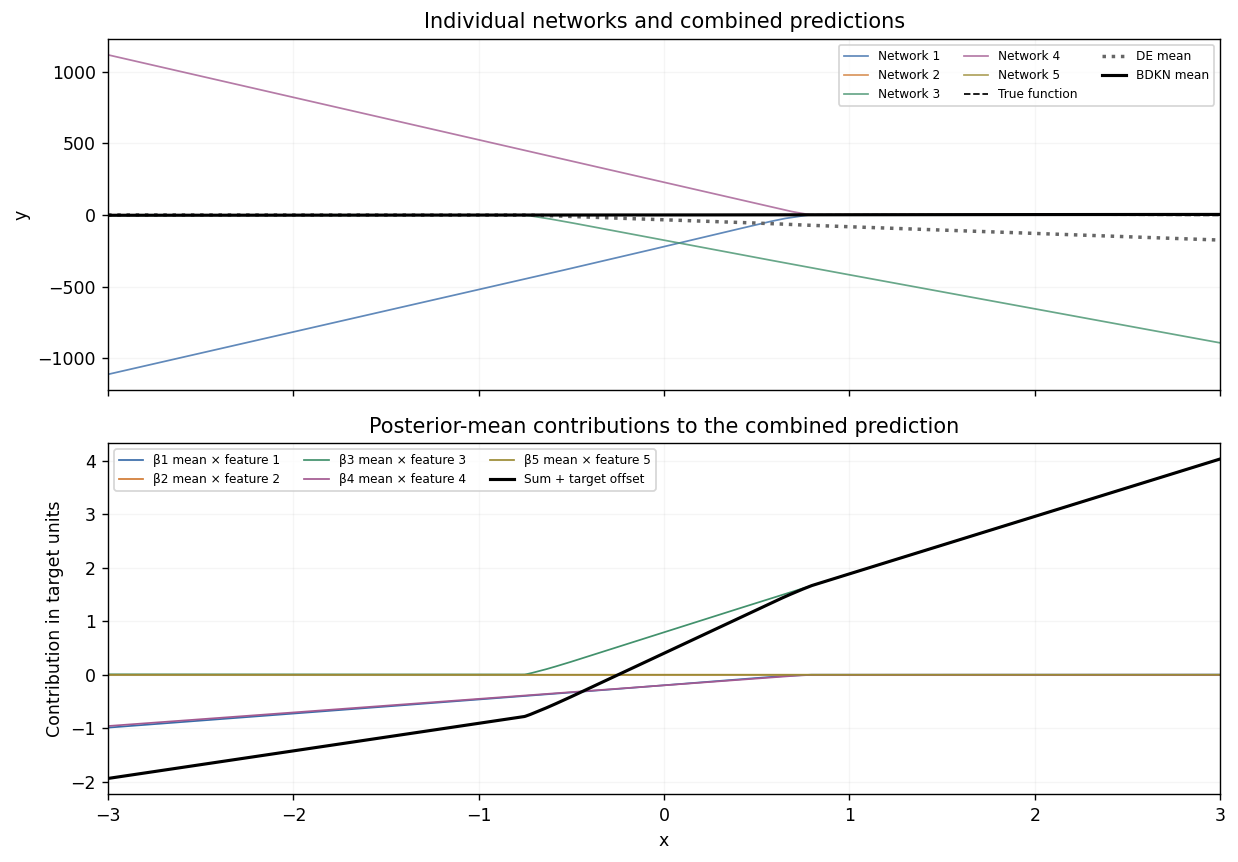 Individual networks and combined predictions
Network 1
Network 2
Network 3
Network 4
Network 5
True function
DE mean
BDKN mean
1000
500
0
−500
−1000
y
−3
−2
−1
0
1
2
3
Posterior-mean contributions to the combined prediction
β1 mean × feature 1
β2 mean × feature 2
β3 mean × feature 3
β4 mean × feature 4
β5 mean × feature 5
Sum + target offset
4
3
2
1
0
−1
−2
Contribution in target units
x